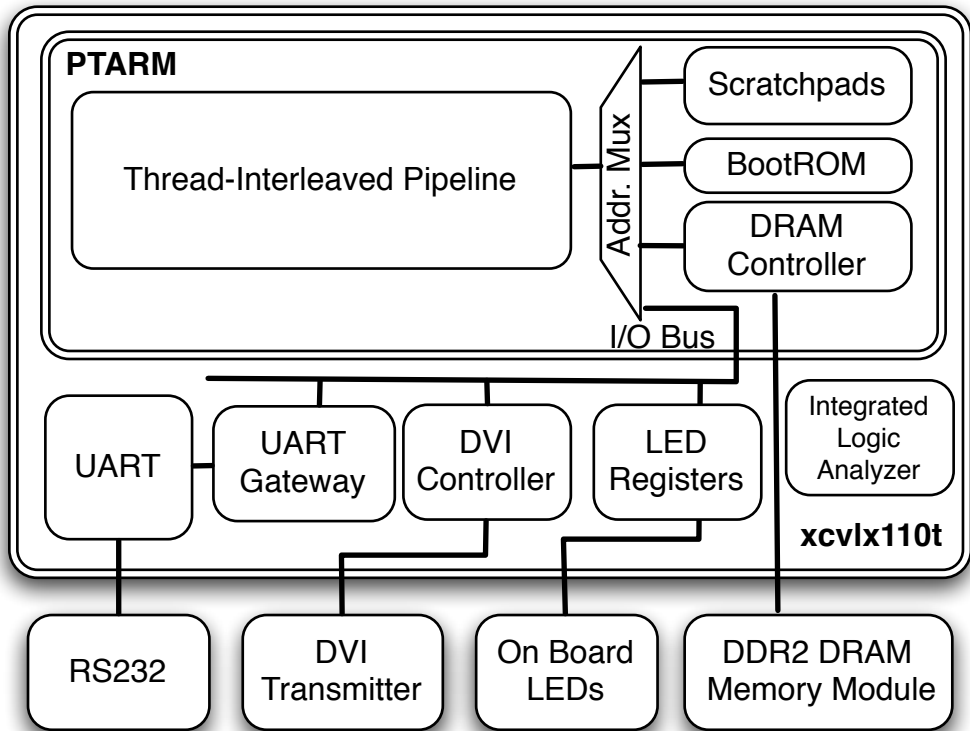 PTARM
Thread-Interleaved Pipeline
Addr. Mux
Scratchpads
BootROM
DRAM
Controller
I/O Bus
UART
UART
Gateway
DVI
Controller
LED
Registers
Integrated
Logic
Analyzer
xcvlx110t
RS232
DVI
Transmitter
On Board
LEDs
DDR2 DRAM
Memory Module